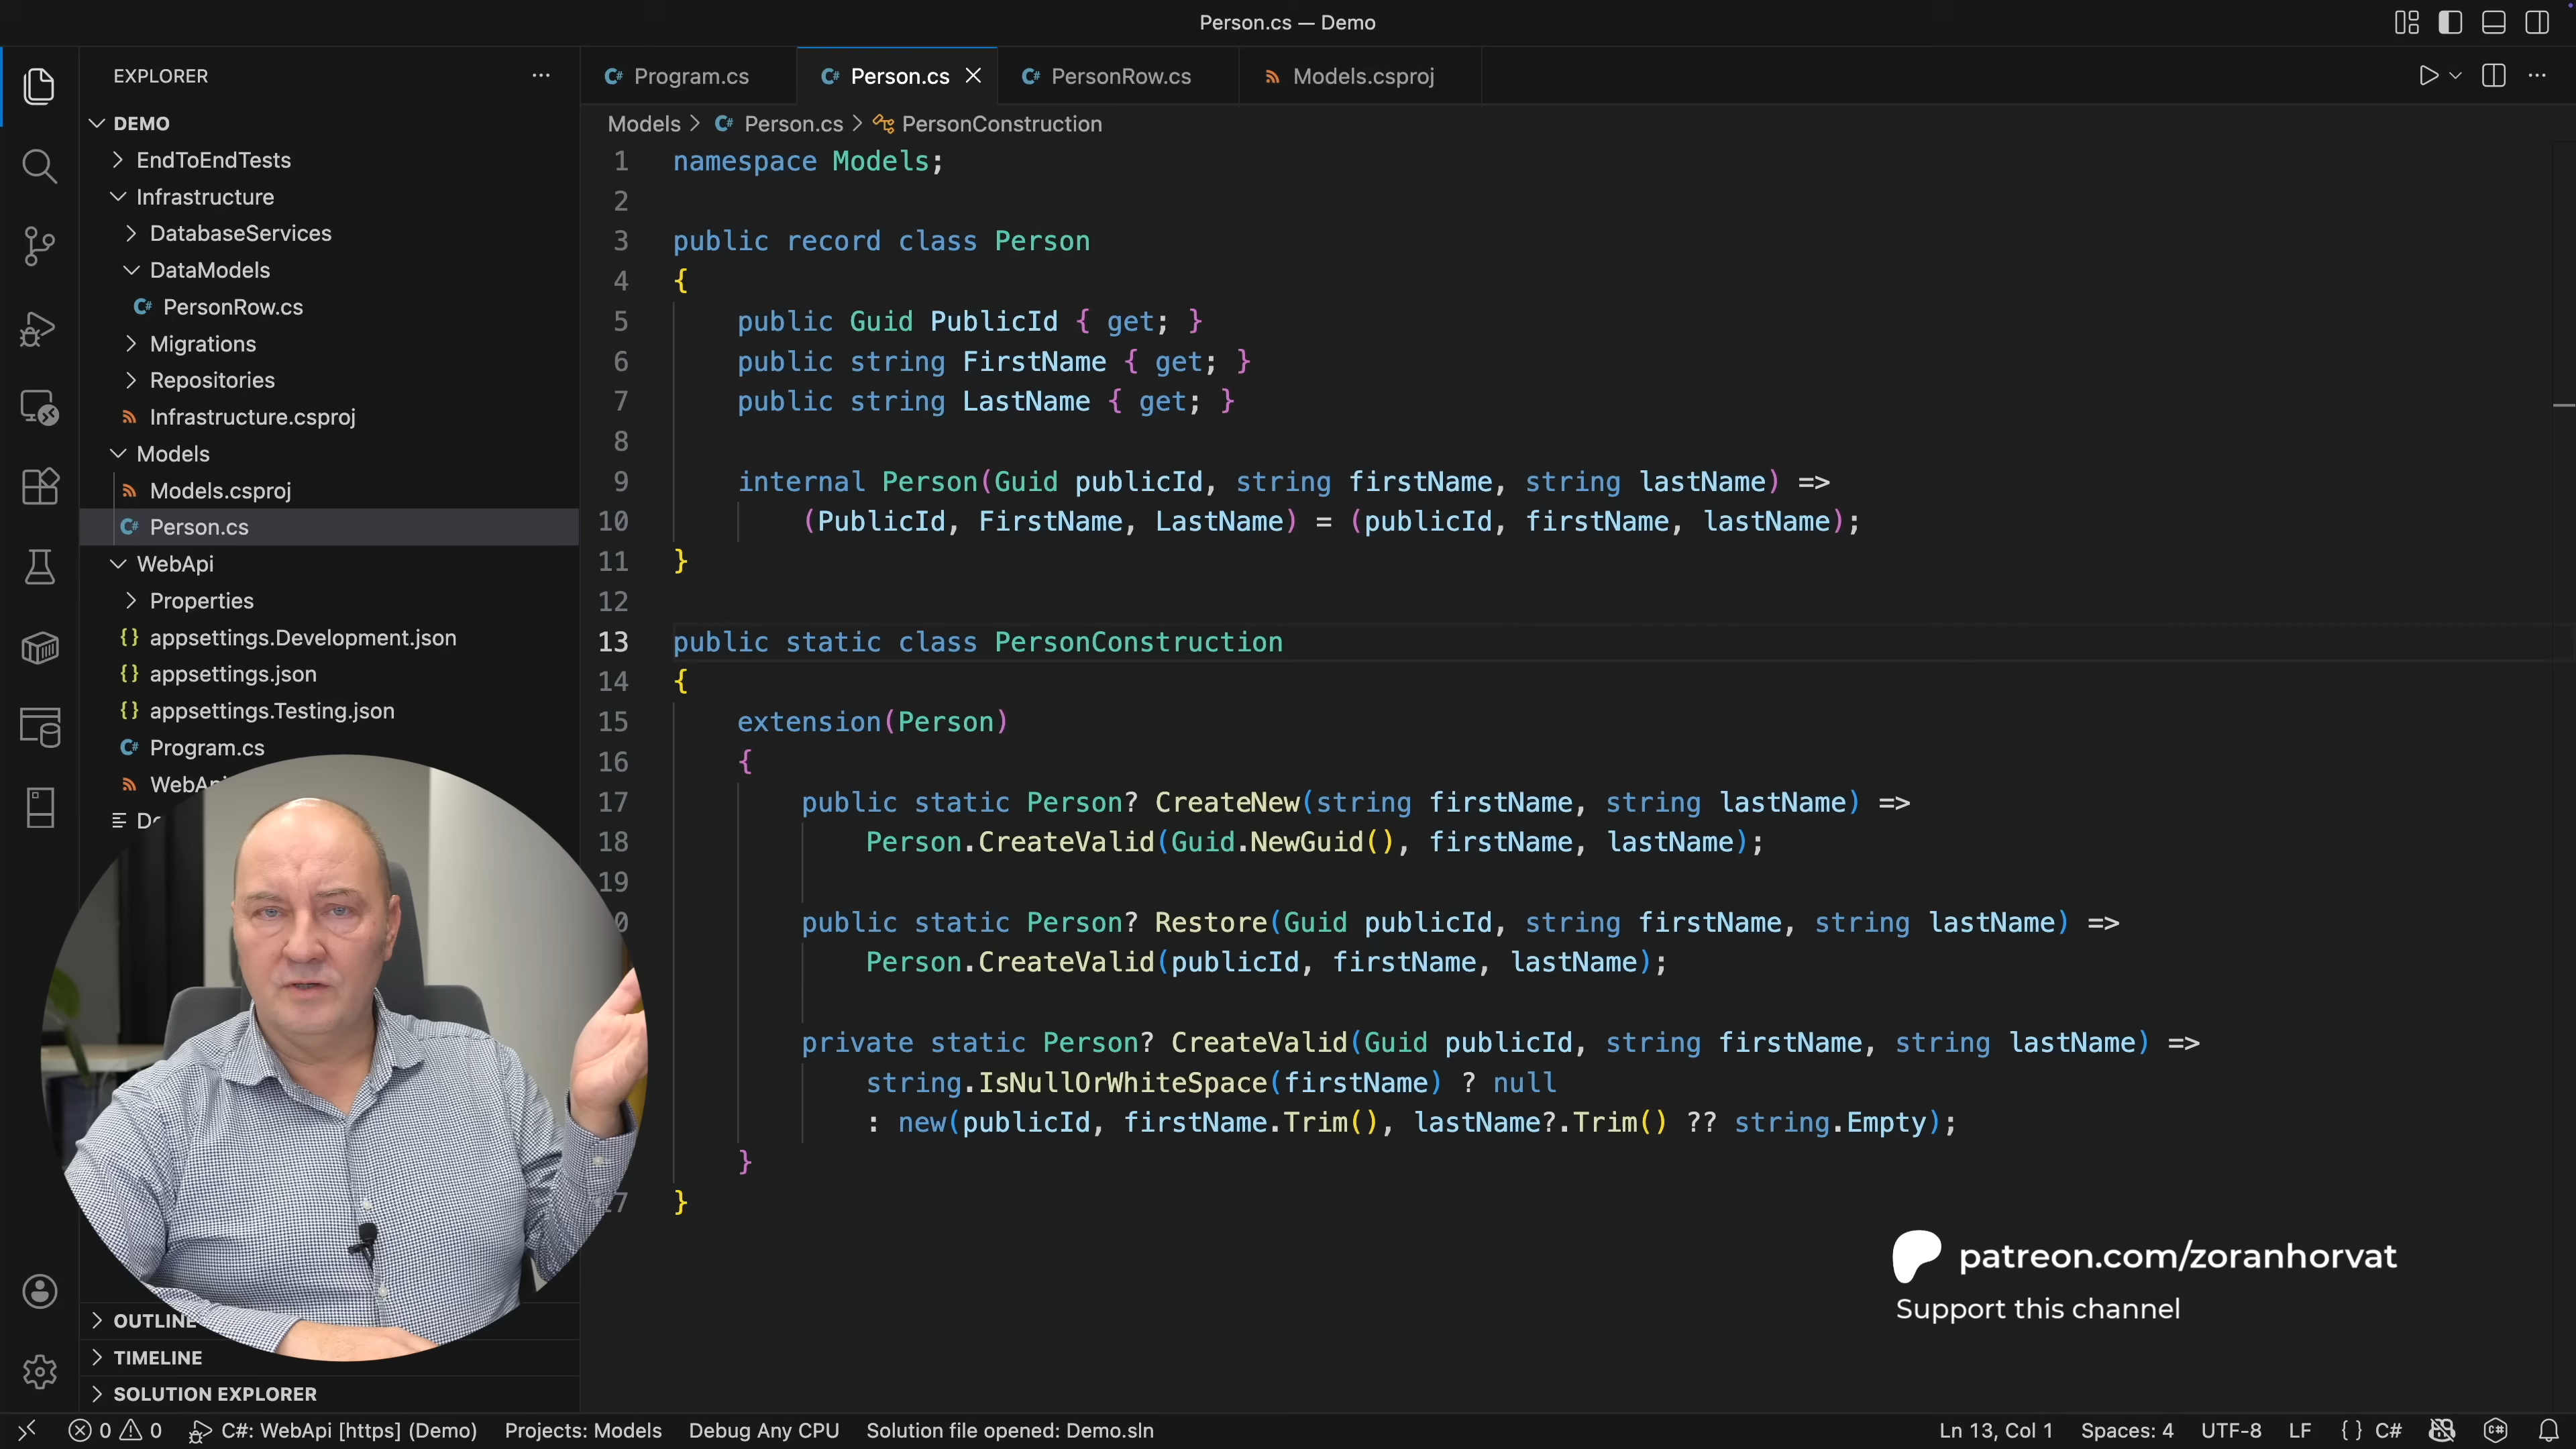 Person.cs — Demo
EXPLORER
DEMO
EndToEndTests
Infrastructure
DatabaseServices
DataModels
PersonRow.cs
Migrations
Repositories
Infrastructure.csproj
Models
Models.csproj
Person.cs
WebApi
Properties
appsettings.Development.json
appsettings.json
appsettings.Testing.json
Program.cs
OUTLINE
TIMELINE
SOLUTION EXPLORER
Program.cs
Person.cs
PersonRow.cs
Models.csproj
Models > Person.cs > PersonConstruction
1 namespace Models;
2
3 public record class Person
4 {
5 public Guid PublicId { get; }
6 public string FirstName { get; }
7 public string LastName { get; }
8
9 internal Person(Guid publicId, string firstName, string lastName) =>
10 (PublicId, FirstName, LastName) = (publicId, firstName, lastName);
11 }
12
13 public static class PersonConstruction
14 {
15 extension(Person)
16 {
17 public static Person? CreateNew(string firstName, string lastName) =>
18 Person.CreateValid(Guid.NewGuid(), firstName, lastName);
19
public static Person? Restore(Guid publicId, string firstName, string lastName) =>
Person.CreateValid(publicId, firstName, lastName);
private static Person? CreateValid(Guid publicId, string firstName, string lastName) =>
string.IsNullOrWhiteSpace(firstName) ? null
: new(publicId, firstName.Trim(), lastName?.Trim() ?? string.Empty);
}
}
patreon.com/zoranhorvat
Support this channel
0 0 C#: WebApi [https] (Demo) Projects: Models Debug Any CPU Solution file opened: Demo.sln Ln 13, Col 1 Spaces: 4 UTF-8 LF {} C#